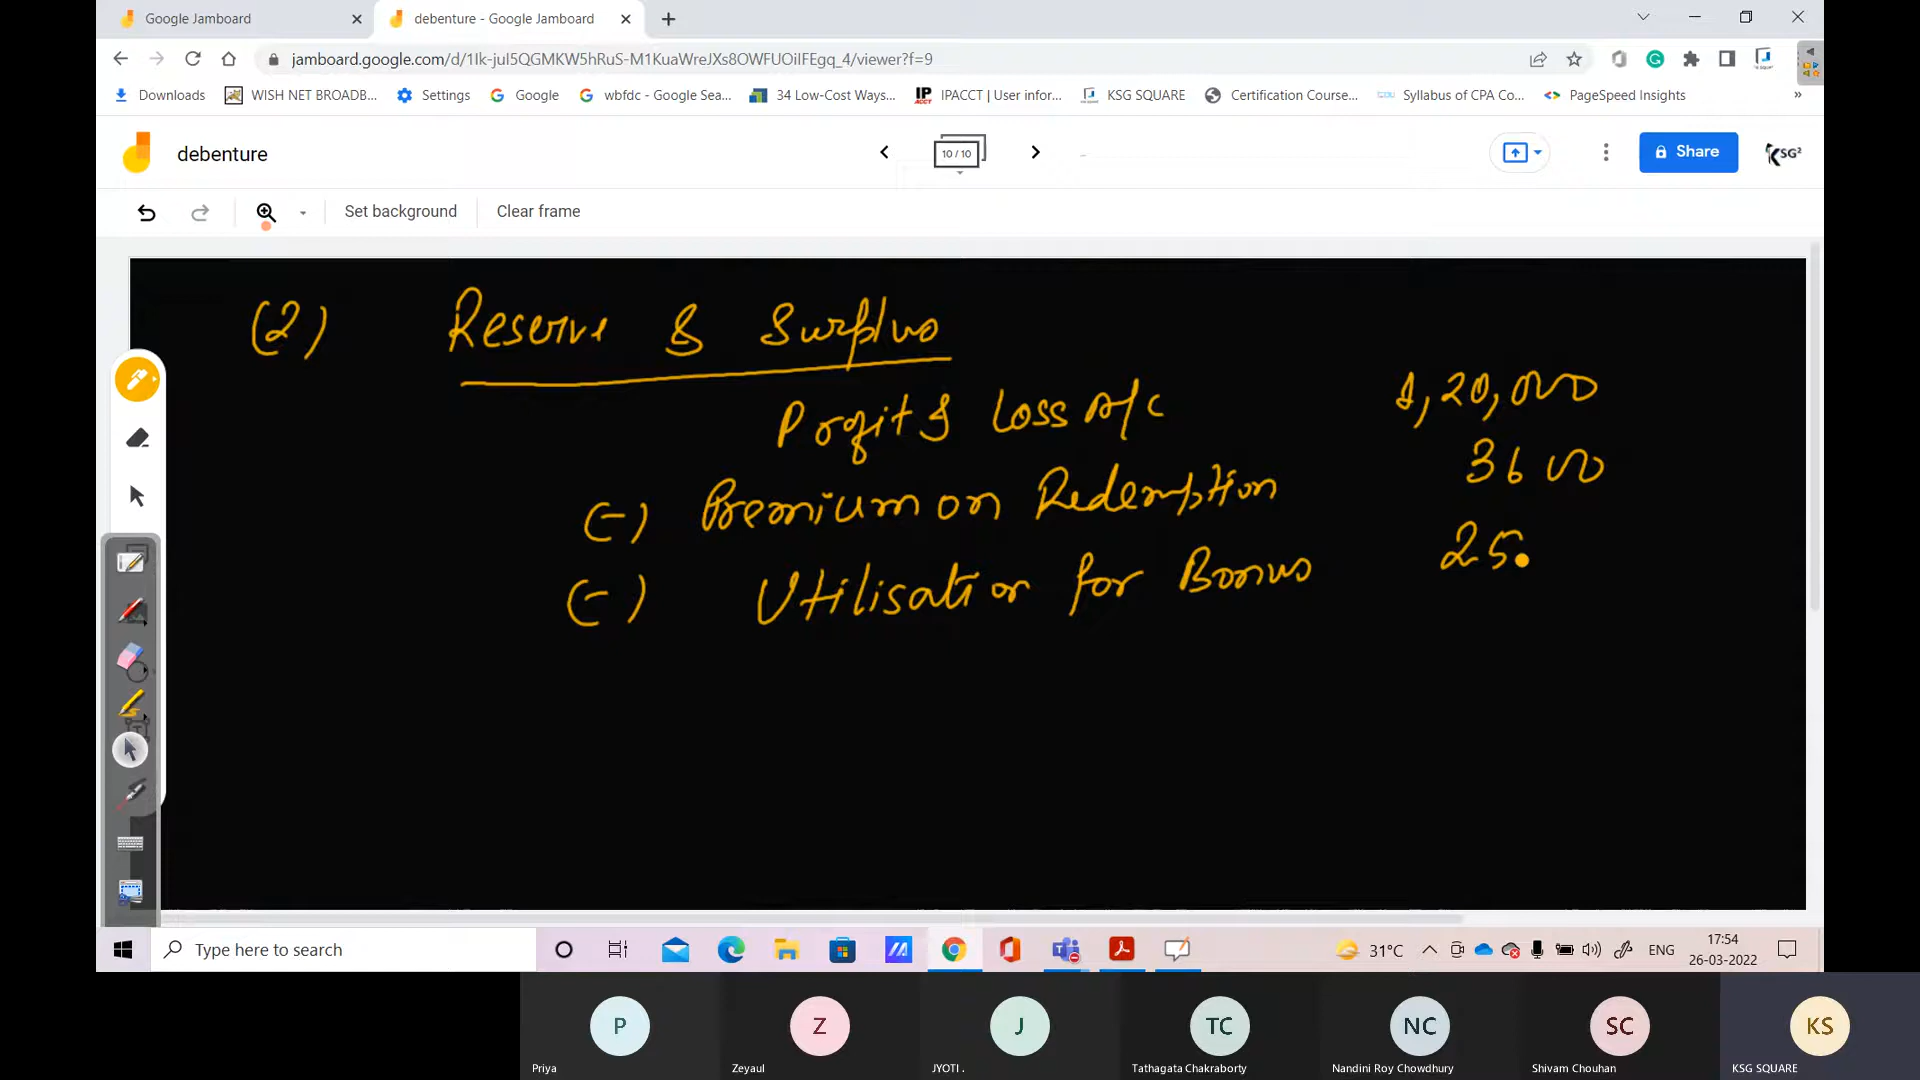 Google Jamboard
debenture - Google Jamboard
jamboard.google.com/d/1Ik-juI5QGMKW5hRuS-M1KuaWreJXs8OWFUOiIFEgq_4/viewer?f=9
Downloads WISH NET BROADB... Settings Google wbfdc - Google Sea... 34 Low-Cost Ways... IPACCT | User infor... KSG SQUARE Certification Course... Syllabus of CPA Co... PageSpeed Insights »
debenture
10 / 10
Share
KSG²
Set background Clear frame
(2) Reserve & Surplus
Profit & Loss A/c 1,20,000
(-) Premium on Redemption 3600
(-) Utilisation for Bonus 25
Type here to search
31°C ENG 17:54
26-03-2022
P Z J TC NC SC KS
Priya Zeyaul JYOTI . Tathagata Chakraborty Nandini Roy Chowdhury Shivam Chouhan KSG SQUARE